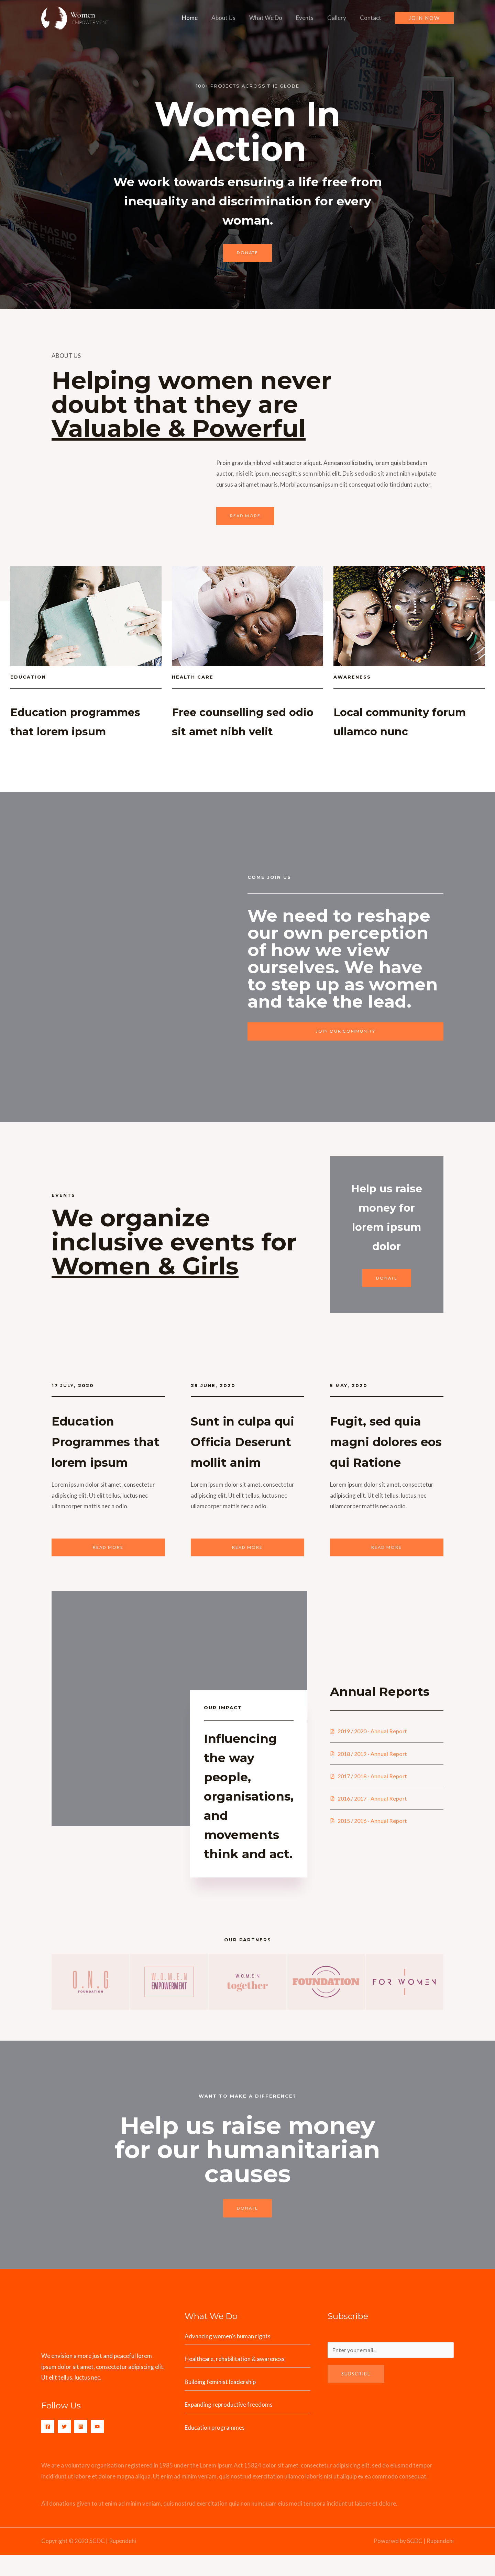 Women
EMPOWERMENT
Home
About Us
What We Do
Events
Gallery
Contact
JOIN NOW
100+ PROJECTS ACROSS THE GLOBE
Women In
Action
We work towards ensuring a life free from
inequality and discrimination for every
woman.
DONATE
ABOUT US
Helping women never
doubt that they are
Valuable & Powerful
Proin gravida nibh vel velit auctor aliquet. Aenean sollicitudin, lorem quis bibendum
auctor, nisi elit ipsum, nec sagittis sem nibh id elit. Duis sed odio sit amet nibh vulputate
cursus a sit amet mauris. Morbi accumsan ipsum elit consequat odio tincidunt auctor.
READ MORE
EDUCATION
Education programmes
that lorem ipsum
HEALTH CARE
Free counselling sed odio
sit amet nibh velit
AWARENESS
Local community forum
ullamco nunc
COME JOIN US
We need to reshape
our own perception
of how we view
ourselves. We have
to step up as women
and take the lead.
JOIN OUR COMMUNITY
EVENTS
We organize
inclusive events for
Women & Girls
Help us raise
money for
lorem ipsum
dolor
DONATE
17 JULY, 2020
Education
Programmes that
lorem ipsum
Lorem ipsum dolor sit amet, consectetur
adipiscing elit. Ut elit tellus, luctus nec
ullamcorper mattis nec a odio.
READ MORE
29 JUNE, 2020
Sunt in culpa qui
Officia Deserunt
mollit anim
Lorem ipsum dolor sit amet, consectetur
adipiscing elit. Ut elit tellus, luctus nec
ullamcorper mattis nec a odio.
READ MORE
5 MAY, 2020
Fugit, sed quia
magni dolores eos
qui Ratione
Lorem ipsum dolor sit amet, consectetur
adipiscing elit. Ut elit tellus, luctus nec
ullamcorper mattis nec a odio.
READ MORE
OUR IMPACT
Influencing
the way
people,
organisations,
and
movements
think and act.
Annual Reports
2019 / 2020 - Annual Report
2018 / 2019 - Annual Report
2017 / 2018 - Annual Report
2016 / 2017 - Annual Report
2015 / 2016 - Annual Report
OUR PARTNERS
O.N.G
FOUNDATION
WOMEN
EMPOWERMENT
WOMEN
together
FOUNDATION
FOR WOMEN
WANT TO MAKE A DIFFERENCE?
Help us raise money
for our humanitarian
causes
DONATE
We envision a more just and peaceful lorem
ipsum dolor sit amet, consectetur adipiscing elit.
Ut elit tellus, luctus nec.
Follow Us
What We Do
Advancing women's human rights
Healthcare, rehabilitation & awareness
Building feminist leadership
Expanding reproductive freedoms
Education programmes
Subscribe
Enter your email...
SUBSCRIBE
We are a voluntary organisation registered in 1985 under the Lorem Ipsum Act 15824 dolor sit amet, consectetur adipisicing elit, sed do eiusmod tempor
incididunt ut labore et dolore magna aliqua. Ut enim ad minim veniam, quis nostrud exercitation ullamco laboris nisi ut aliquip ex ea commodo consequat.
All donations given to ut enim ad minim veniam, quis nostrud exercitation quia non numquam eius modi tempora incidunt ut labore et dolore.
Copyright © 2023 SCDC | Rupendehi
Powered by SCDC | Rupendehi